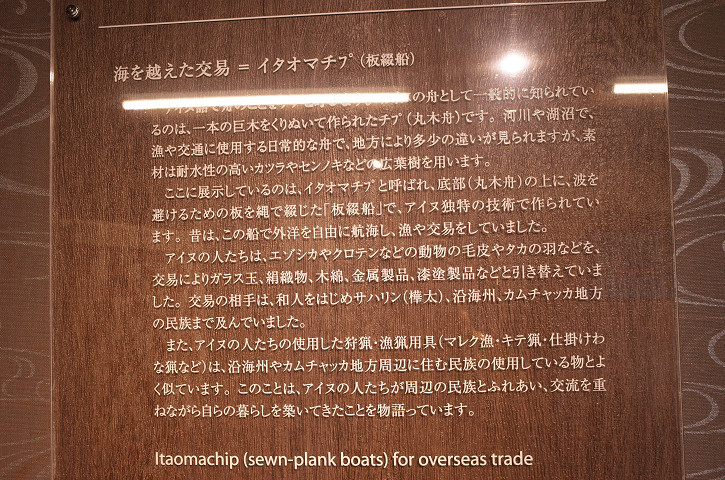 海を越えた交易 = イタオマチㇷ゚(板綴船)
の舟として一般的に知られてい
るのは、一本の巨木をくりぬいて作られたチㇷ゚(丸木舟)です。河川や湖沼で、
漁や交通に使用する日常的な舟で、地方により多少の違いが見られますが、素
材は耐水性の高いカツラやセンノキなどの広葉樹を用います。
ここに展示しているのは、イタオマチㇷ゚と呼ばれ、底部(丸木舟)の上に、波を
避けるための板を縄で綴じた「板綴船」で、アイヌ独特の技術で作られてい
ます。昔は、この船で外洋を自由に航海し、漁や交易をしていました。
アイヌの人たちは、エゾシカやクロテンなどの動物の毛皮やタカの羽などを、
交易によりガラス玉、絹織物、木綿、金属製品、漆塗製品などと引き替えていま
した。交易の相手は、和人をはじめサハリン(樺太)、沿海州、カムチャッカ地方
の民族まで及んでいました。
また、アイヌの人たちの使用した狩猟・漁猟用具(マレク漁・キテ猟・仕掛けわ
な猟など)は、沿海州やカムチャッカ地方周辺に住む民族の使用している物とよ
く似ています。このことは、アイヌの人たちが周辺の民族とふれあい、交流を重
ねながら自らの暮らしを築いてきたことを物語っています。
Itaomachip (sewn-plank boats) for overseas trade